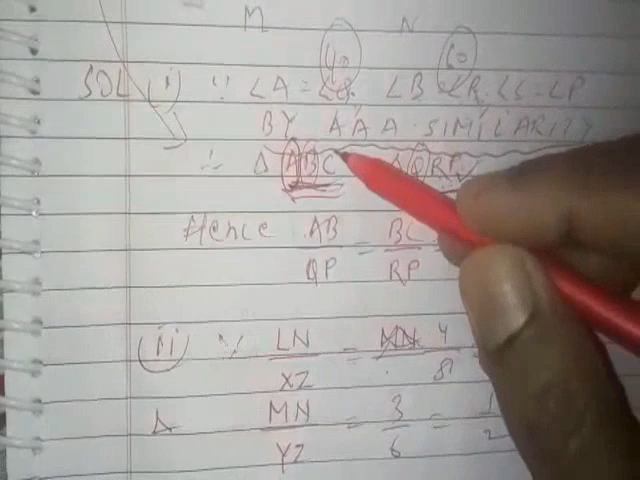 M N
40 60
SOL (i) ∵ ∠A = ∠Q. ∠B ∠R. ∠C = ∠P
BY AAA SIMILARITY
∴ Δ ABC Δ QRP
Hence AB/QP = BC/RP
(ii) ∵ LN/XZ = 4/8
Δ MN/YZ = 3/6 = 1/2